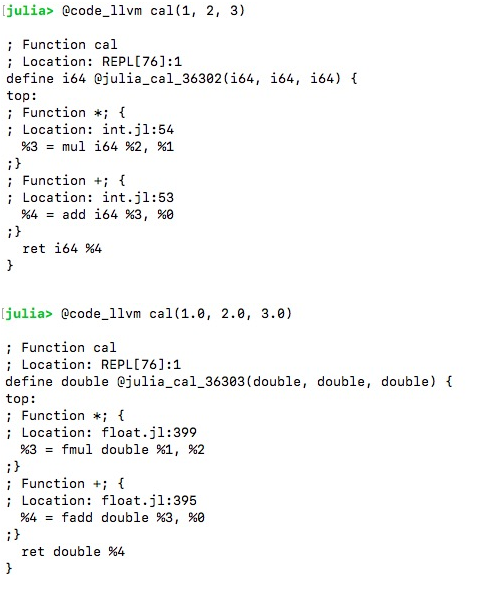 [julia> @code_llvm cal(1, 2, 3)
; Function cal
; Location: REPL[76]:1
define i64 @julia_cal_36302(i64, i64, i64) {
top:
; Function *; {
; Location: int.jl:54
  %3 = mul i64 %2, %1
;}
; Function +; {
; Location: int.jl:53
  %4 = add i64 %3, %0
;}
  ret i64 %4
}
[julia> @code_llvm cal(1.0, 2.0, 3.0)
; Function cal
; Location: REPL[76]:1
define double @julia_cal_36303(double, double, double) {
top:
; Function *; {
; Location: float.jl:399
  %3 = fmul double %1, %2
;}
; Function +; {
; Location: float.jl:395
  %4 = fadd double %3, %0
;}
  ret double %4
}